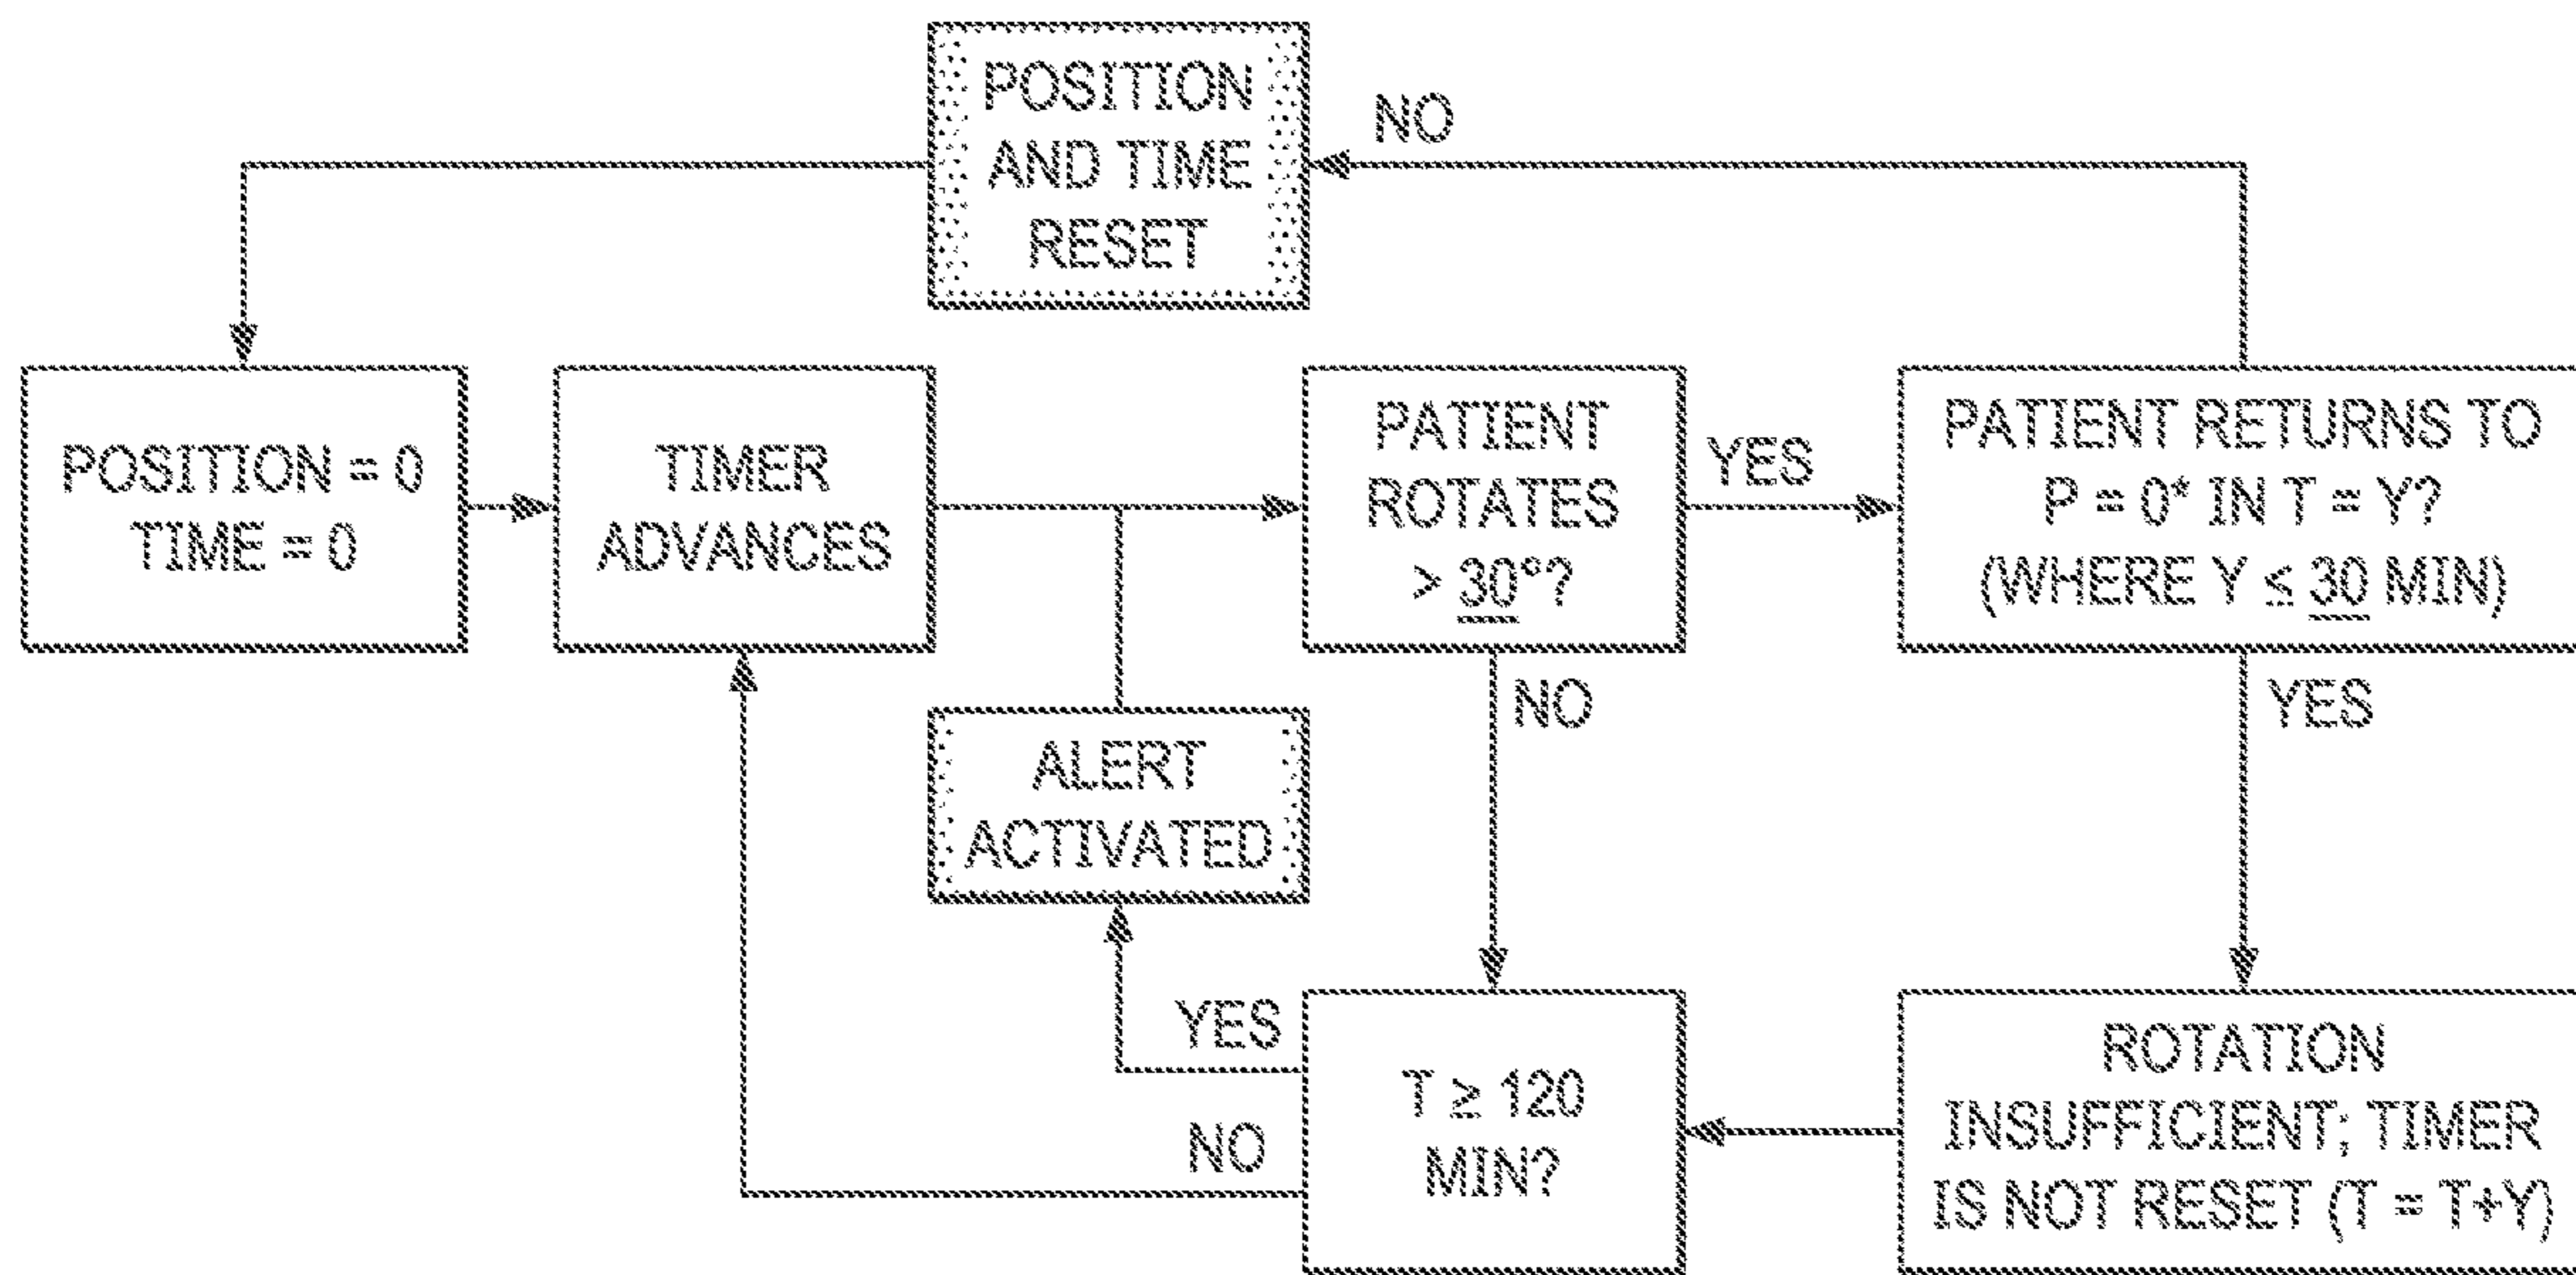 POSITION
AND TIME
RESET
NO
POSITION = 0
TIME = 0
TIMER
ADVANCES
PATIENT
ROTATES
> 30°?
YES
PATIENT RETURNS TO
P = 0* IN T = Y?
(WHERE Y ≤ 30 MIN)
NO
YES
ALERT
ACTIVATED
YES
NO
T ≥ 120
MIN?
ROTATION
INSUFFICIENT; TIMER
IS NOT RESET (T = T+Y)